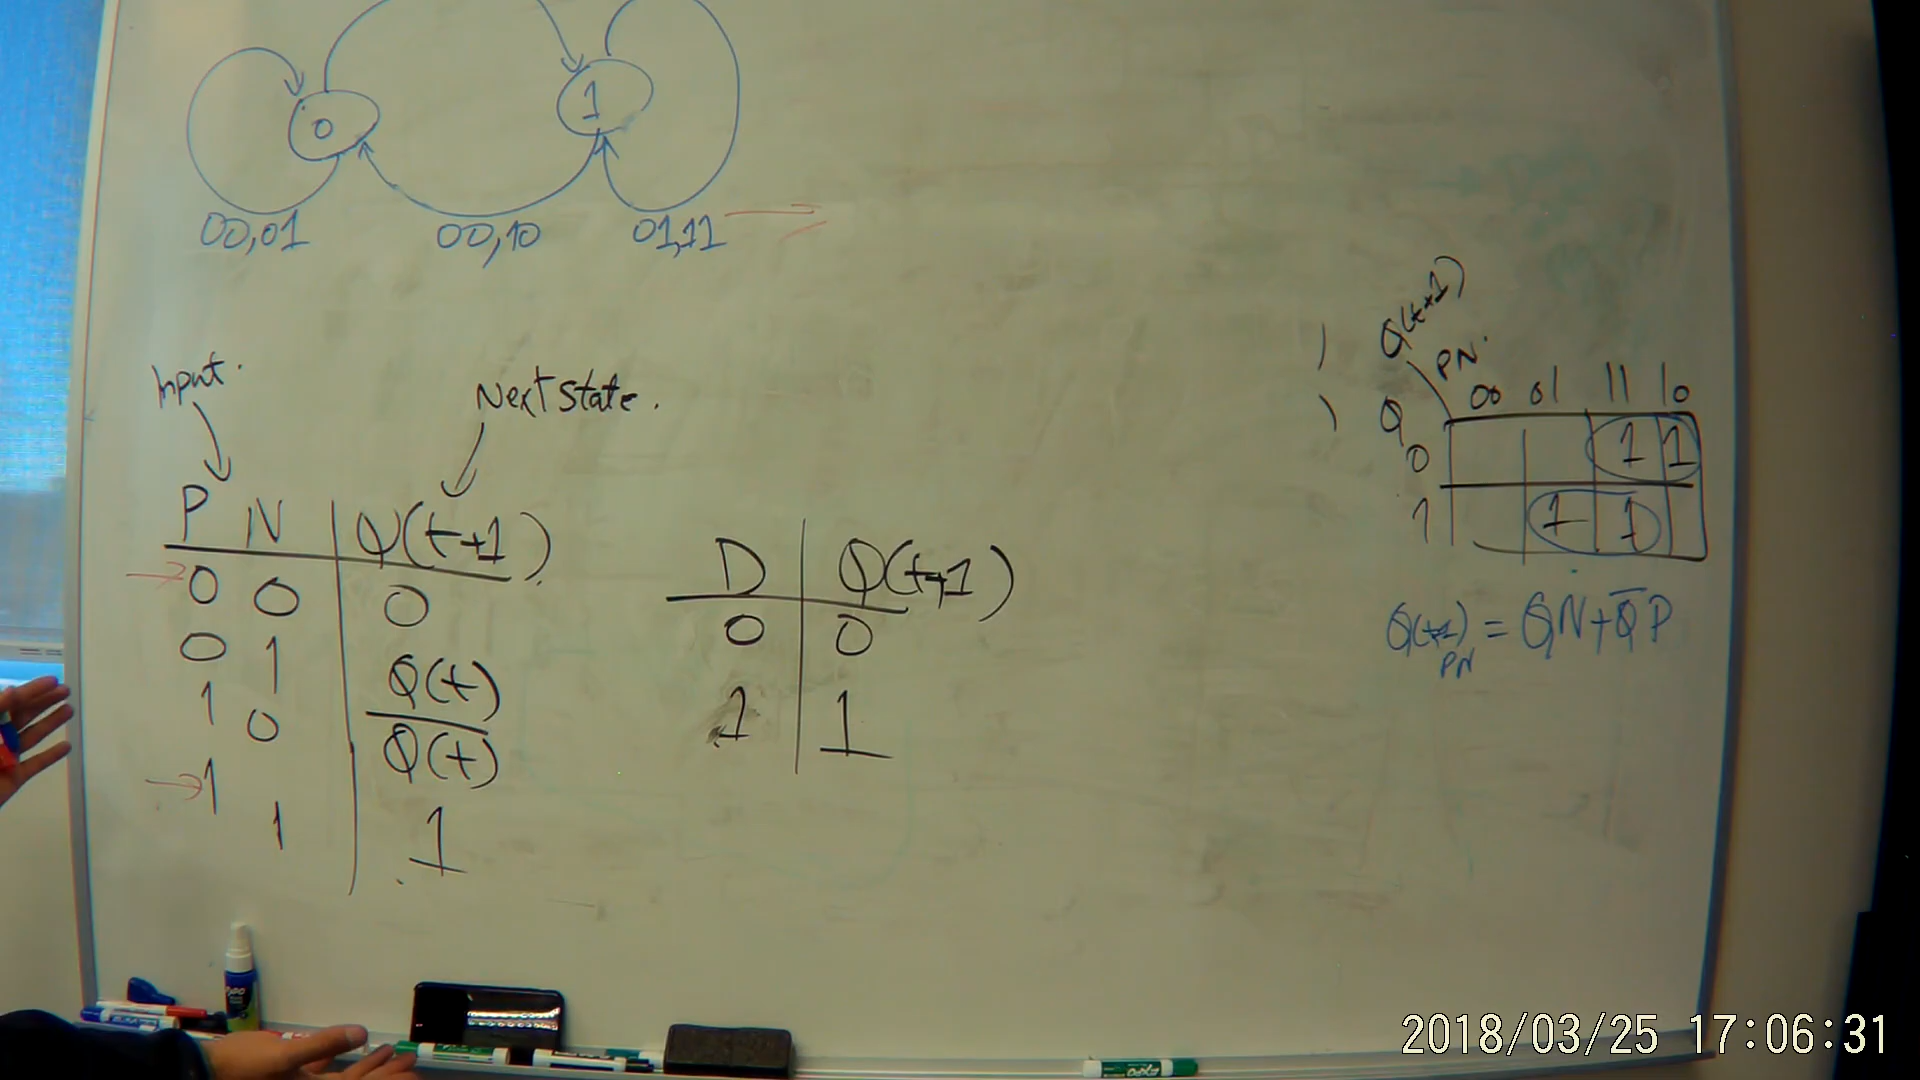 0
1
00,01
00,10
01,11
Input.
Next state.
P N Q(t+1)
0 0 0
0 1 Q(t)
1 0 Q̅(t)
1 1 1
D Q(t+1)
0 0
1 1
Q(t+1)
PN.
Q 00 01 11 10
0 1 1
1 1 1
Q(t+1) = QN+Q̅P
PN
EXPO
2018/03/25 17:06:31